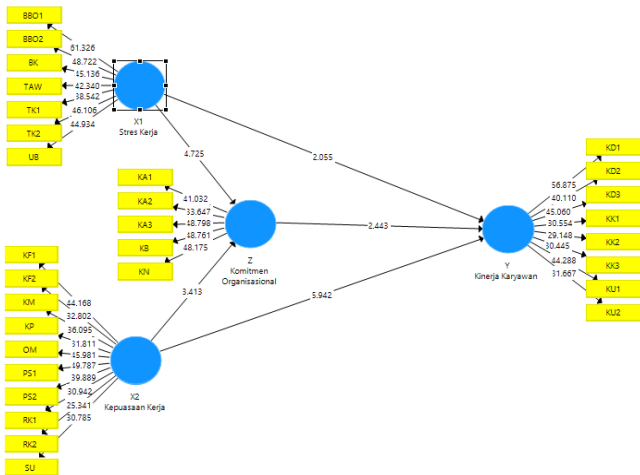 BBO1
BBO2
BK
TAW
TK1
TK2
UB
61.326
48.722
45.136
42.340
38.542
46.106
44.934
X1
Stres Kerja
4.725
2.055
KA1
KA2
KA3
KB
KN
41.032
33.647
48.798
48.761
48.175
Z
Komitmen
Organisasional
2.443
3.413
5.942
KF1
KF2
KM
KP
OM
PS1
PS2
RK1
RK2
SU
44.168
32.802
36.095
31.811
45.981
49.787
39.889
30.942
25.341
30.785
X2
Kepuasaan Kerja
Y
Kinerja Karyawan
56.875
40.110
45.060
30.554
29.148
30.445
44.288
31.667
KD1
KD2
KD3
KK1
KK2
KK3
KU1
KU2